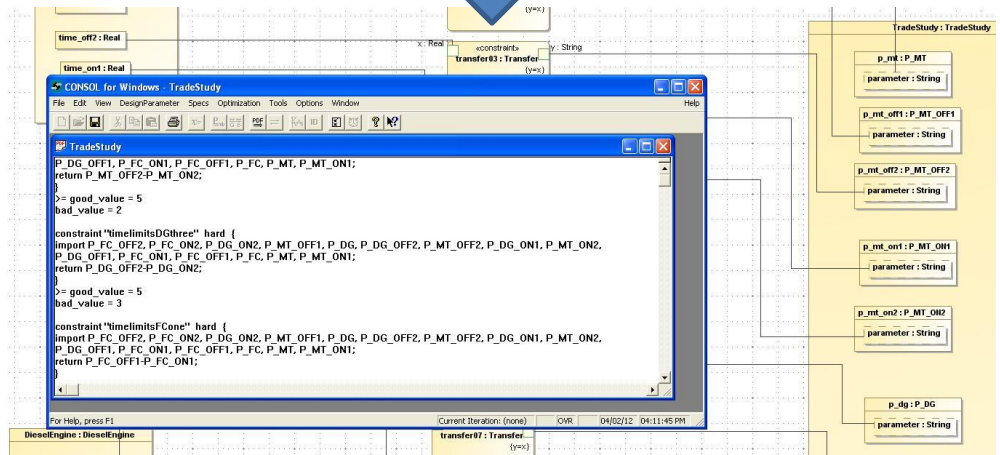 {y=x}
time_off2 : Real
x : Real
«constraint»
y : String
transfer03 : Transfer
{y=x}
time_on1 : Real
TradeStudy : TradeStudy
p_mt : P_MT
parameter : String
p_mt_off1 : P_MT_OFF1
parameter : String
p_mt_off2 : P_MT_OFF2
parameter : String
p_mt_on1 : P_MT_ON1
parameter : String
p_mt_on2 : P_MT_ON2
parameter : String
p_dg : P_DG
parameter : String
CONSOL for Windows - TradeStudy
File Edit View DesignParameter Specs Optimization Tools Options Window Help
PGF
ID
TradeStudy
P_DG_OFF1, P_FC_ON1, P_FC_OFF1, P_FC, P_MT, P_MT_ON1;
return P_MT_OFF2-P_MT_ON2;
}
>= good_value = 5
bad_value = 2
constraint "timelimitsDGthree" hard {
import P_FC_OFF2, P_FC_ON2, P_DG_ON2, P_MT_OFF1, P_DG, P_DG_OFF2, P_MT_OFF2, P_DG_ON1, P_MT_ON2,
P_DG_OFF1, P_FC_ON1, P_FC_OFF1, P_FC, P_MT, P_MT_ON1;
return P_DG_OFF2-P_DG_ON2;
}
>= good_value = 5
bad_value = 3
constraint "timelimitsFCone" hard {
import P_FC_OFF2, P_FC_ON2, P_DG_ON2, P_MT_OFF1, P_DG, P_DG_OFF2, P_MT_OFF2, P_DG_ON1, P_MT_ON2,
P_DG_OFF1, P_FC_ON1, P_FC_OFF1, P_FC, P_MT, P_MT_ON1;
return P_FC_OFF1-P_FC_ON1;
}
For Help, press F1
Current Iteration: (none) OVR 04/02/12 04:11:45 PM
DieselEngine : DieselEngine
transfer07 : Transfer
{y=x}